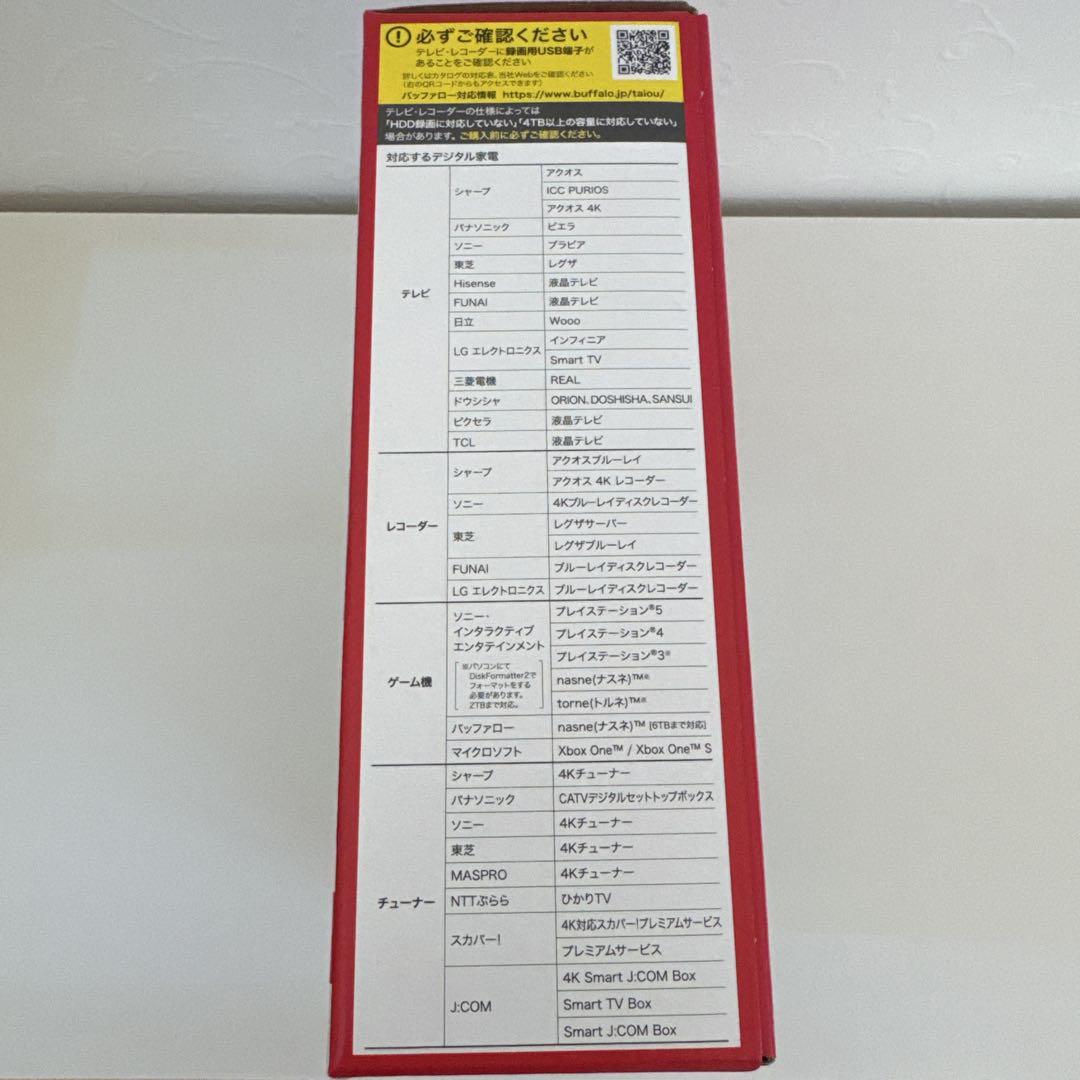 ! 必ずご確認ください
テレビ・レコーダーに録画用USB端子が
あることをご確認ください
詳しくはカタログの対応表、当社Webをご確認ください
(右のQRコードからもアクセスできます)
バッファロー対応情報 https://www.buffalo.jp/taiou/
テレビ・レコーダーの仕様によっては
「HDD録画に対応していない」「4TB以上の容量に対応していない」
場合があります。ご購入前に必ずご確認ください。
対応するデジタル家電
テレビ
シャープ
アクオス
ICC PURIOS
アクオス 4K
パナソニック ビエラ
ソニー ブラビア
東芝 レグザ
Hisense 液晶テレビ
FUNAI 液晶テレビ
日立 Wooo
LG エレクトロニクス
インフィニア
Smart TV
三菱電機 REAL
ドウシシャ ORION、DOSHISHA、SANSUI
ピクセラ 液晶テレビ
TCL 液晶テレビ
レコーダー
シャープ
アクオスブルーレイ
アクオス 4K レコーダー
ソニー 4Kブルーレイディスクレコーダー
東芝
レグザサーバー
レグザブルーレイ
FUNAI ブルーレイディスクレコーダー
LG エレクトロニクス ブルーレイディスクレコーダー
ゲーム機
ソニー・
インタラクティブ
エンタテインメント
※パソコンにて
DiskFormatter2で
フォーマットをする
必要があります。
2TBまで対応。
プレイステーション®5
プレイステーション®4
プレイステーション®3※
nasne(ナスネ)™※
torne(トルネ)™※
バッファロー nasne(ナスネ)™ [6TBまで対応]
マイクロソフト Xbox One™ / Xbox One™ S
チューナー
シャープ 4Kチューナー
パナソニック CATVデジタルセットトップボックス
ソニー 4Kチューナー
東芝 4Kチューナー
MASPRO 4Kチューナー
NTTぷらら ひかりTV
スカパー!
4K対応スカパー!プレミアムサービス
プレミアムサービス
J:COM
4K Smart J:COM Box
Smart TV Box
Smart J:COM Box